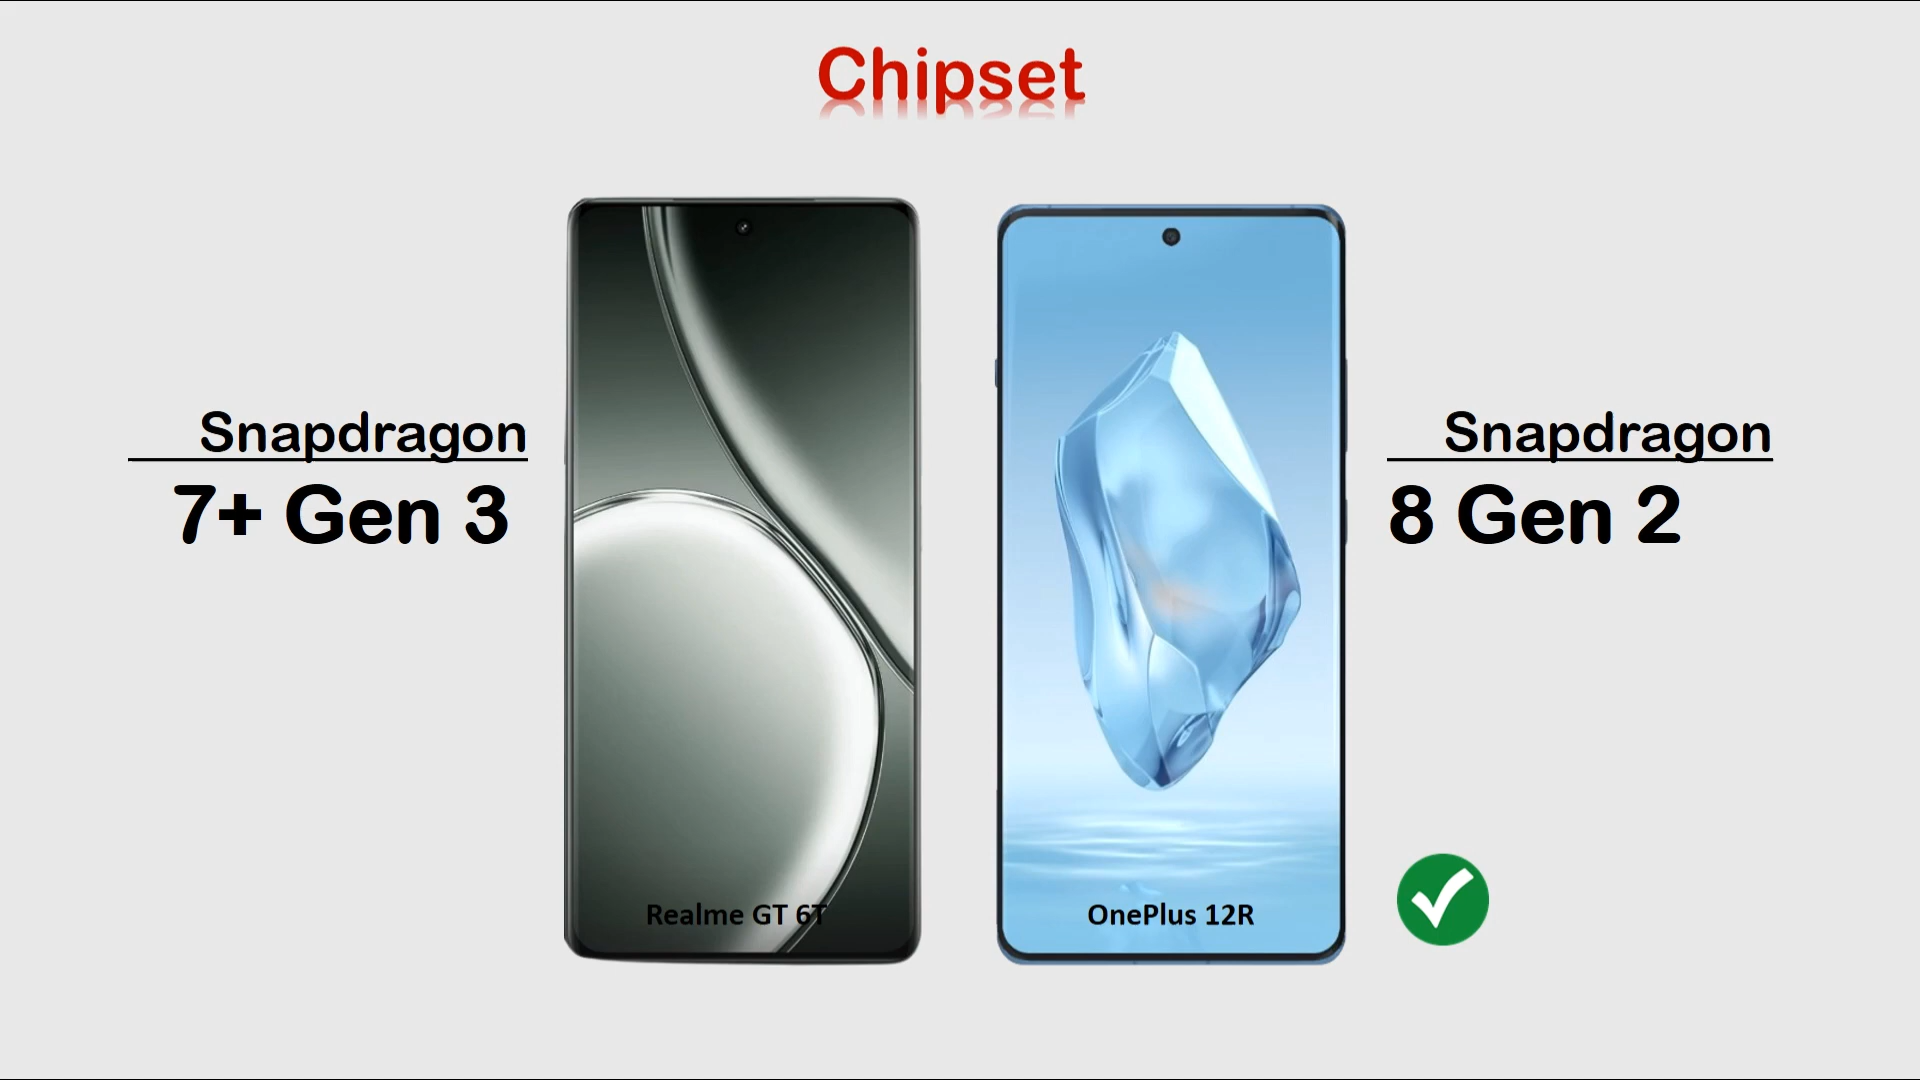 Chipset
Snapdragon
7+ Gen 3
Snapdragon
8 Gen 2
Realme GT 6T
OnePlus 12R